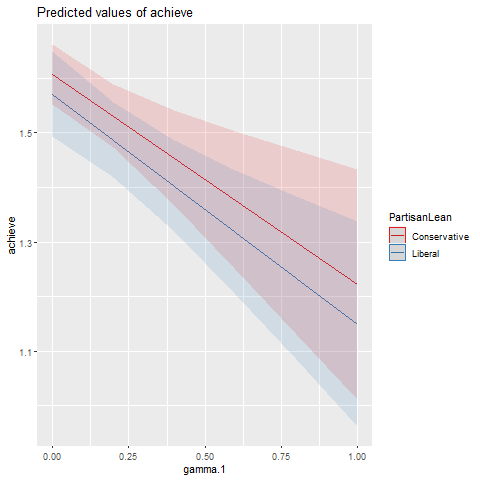 Predicted values of achieve
achieve
1.5
1.3
1.1
0.00 0.25 0.50 0.75 1.00
gamma.1
PartisanLean
Conservative
Liberal